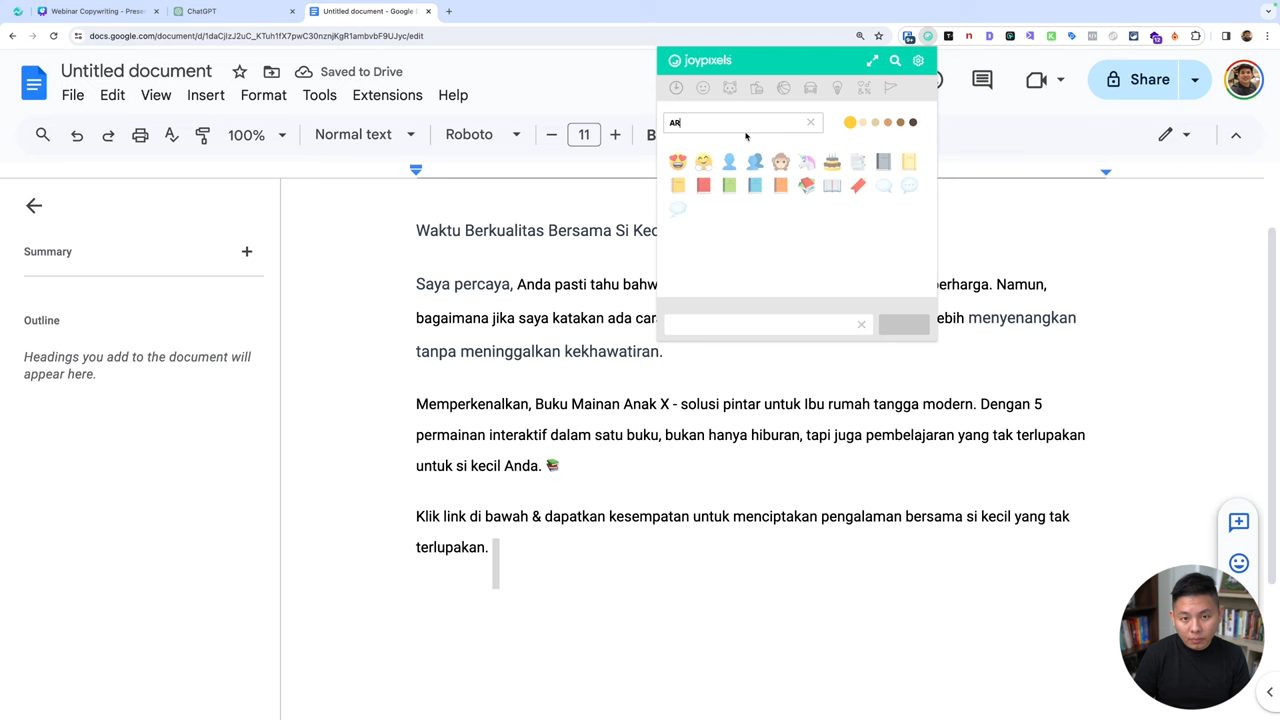 Webinar Copywriting - Prese
ChatGPT
Untitled document - Google
docs.google.com/document/d/1daCjlzJ2uC_KTuh1fX7pwC30nznjKgR1ambvbF9UJyc/edit
Untitled document
Saved to Drive
File Edit View Insert Format Tools Extensions Help
Share
100% Normal text Roboto 11 B
joypixels
AR
Summary
Outline
Headings you add to the document will
appear here.
Waktu Berkualitas Bersama Si Kec
Saya percaya, Anda pasti tahu bahw erharga. Namun,
bagaimana jika saya katakan ada car ebih menyenangkan
tanpa meninggalkan kekhawatiran.
Memperkenalkan, Buku Mainan Anak X - solusi pintar untuk Ibu rumah tangga modern. Dengan 5
permainan interaktif dalam satu buku, bukan hanya hiburan, tapi juga pembelajaran yang tak terlupakan
untuk si kecil Anda.
Klik link di bawah & dapatkan kesempatan untuk menciptakan pengalaman bersama si kecil yang tak
terlupakan.